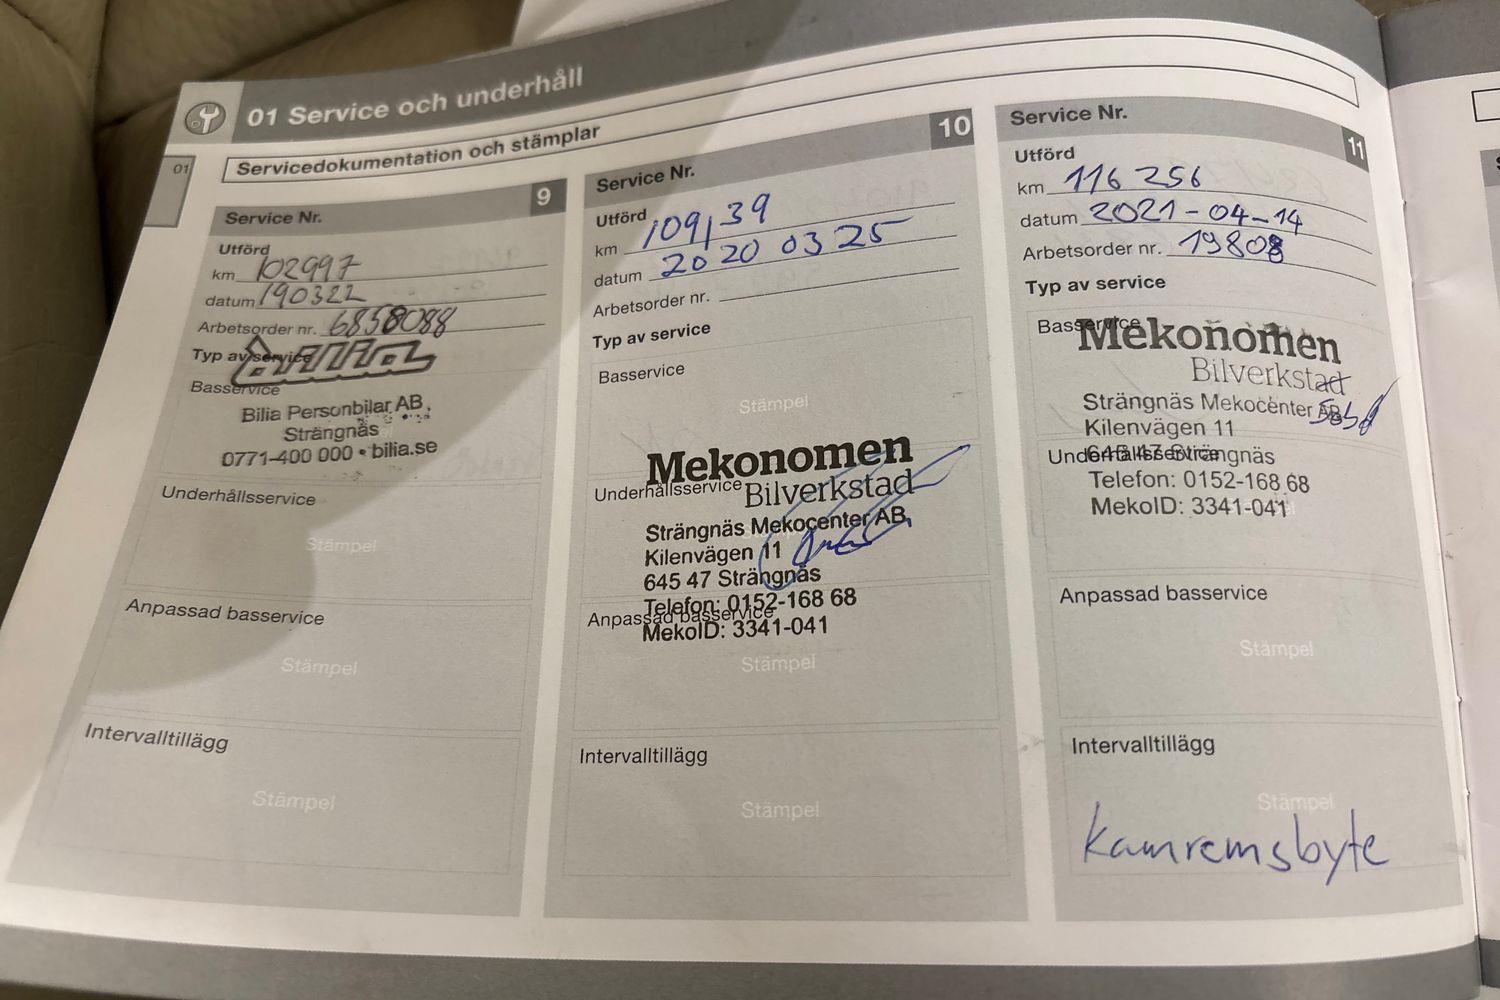 01 Service och underhåll
01
Servicedokumentation och stämplar
Service Nr. 9
Utförd
km 102997
datum 190322
Arbetsorder nr. 6858088
Typ av service
bilia
Basservice
Bilia Personbilar AB
Strängnäs
0771-400 000 • bilia.se
Underhållsservice
Stämpel
Anpassad basservice
Stämpel
Intervalltillägg
Stämpel
Service Nr. 10
Utförd
km 109139
datum 2020 03 25
Arbetsorder nr.
Typ av service
Basservice
Stämpel
Mekonomen
Underhållsservice
Bilverkstad
Strängnäs Mekocenter AB
Kilenvägen 11
645 47 Strängnäs
Telefon: 0152-168 68
Anpassad basservice
MekoID: 3341-041
Stämpel
Intervalltillägg
Stämpel
Service Nr. 11
Utförd
km 116 256
datum 2021-04-14
Arbetsorder nr. 19808
Typ av service
Basservice
Mekonomen
Bilverkstad
Strängnäs Mekocenter AB
Kilenvägen 11
Underhållsservice
645 47 Strängnäs
Telefon: 0152-168 68
MekoID: 3341-041
Anpassad basservice
Stämpel
Intervalltillägg
Stämpel
kamremsbyte